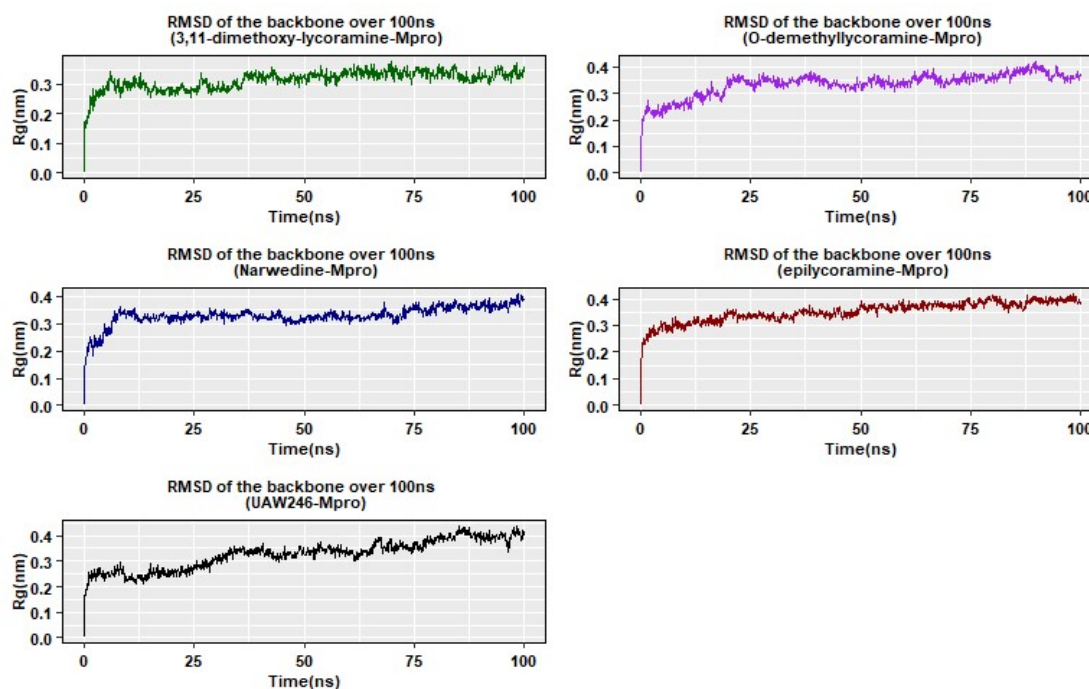 RMSD of the backbone over 100ns
(3,11-dimethoxy-lycoramine-Mpro)
Rg(nm)
0.3
0.2
0.1
0.0
0 25 50 75 100
Time(ns)
RMSD of the backbone over 100ns
(O-demethyllycoramine-Mpro)
Rg(nm)
0.4
0.3
0.2
0.1
0.0
0 25 50 75 100
Time(ns)
RMSD of the backbone over 100ns
(Narwedine-Mpro)
Rg(nm)
0.4
0.3
0.2
0.1
0.0
0 25 50 75 100
Time(ns)
RMSD of the backbone over 100ns
(epilycoramine-Mpro)
Rg(nm)
0.4
0.3
0.2
0.1
0.0
0 25 50 75 100
Time(ns)
RMSD of the backbone over 100ns
(UAW246-Mpro)
Rg(nm)
0.4
0.3
0.2
0.1
0.0
0 25 50 75 100
Time(ns)